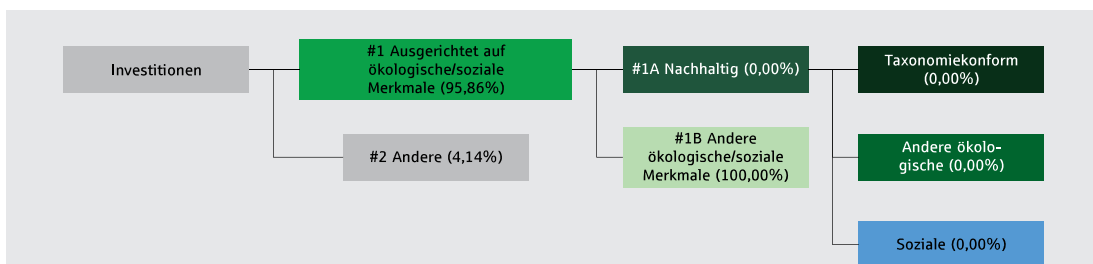 Investitionen
#1 Ausgerichtet auf
ökologische/soziale
Merkmale (95,86%)
#2 Andere (4,14%)
#1A Nachhaltig (0,00%)
#1B Andere
ökologische/soziale
Merkmale (100,00%)
Taxonomiekonform
(0,00%)
Andere ökolo-
gische (0,00%)
Soziale (0,00%)